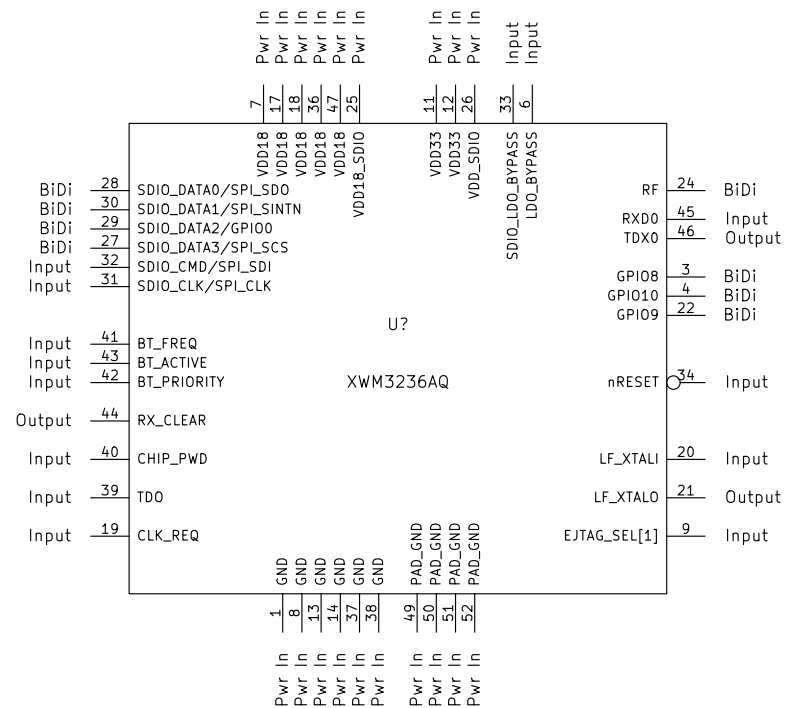 Pwr In Pwr In Pwr In Pwr In Pwr In Pwr In Pwr In Pwr In Pwr In Input Input
7 17 18 36 47 25 11 12 26 33 6
VDD18 VDD18 VDD18 VDD18 VDD18 VDD18_SDIO VDD33 VDD33 VDD_SDIO SDIO_LDO_BYPASS LDO_BYPASS
BiDi 28 SDIO_DATA0/SPI_SDO
BiDi 30 SDIO_DATA1/SPI_SINTN
BiDi 29 SDIO_DATA2/GPIO0
BiDi 27 SDIO_DATA3/SPI_SCS
Input 32 SDIO_CMD/SPI_SDI
Input 31 SDIO_CLK/SPI_CLK
Input 41 BT_FREQ
Input 43 BT_ACTIVE
Input 42 BT_PRIORITY
Output 44 RX_CLEAR
Input 40 CHIP_PWD
Input 39 TDO
Input 19 CLK_REQ
U?
XWM3236AQ
RF 24 BiDi
RXD0 45 Input
TDX0 46 Output
GPIO8 3 BiDi
GPIO10 4 BiDi
GPIO9 22 BiDi
nRESET 34 Input
LF_XTALI 20 Input
LF_XTALO 21 Output
EJTAG_SEL[1] 9 Input
GND GND GND GND GND GND PAD_GND PAD_GND PAD_GND PAD_GND
1 8 13 14 37 38 49 50 51 52
Pwr In Pwr In Pwr In Pwr In Pwr In Pwr In Pwr In Pwr In Pwr In Pwr In